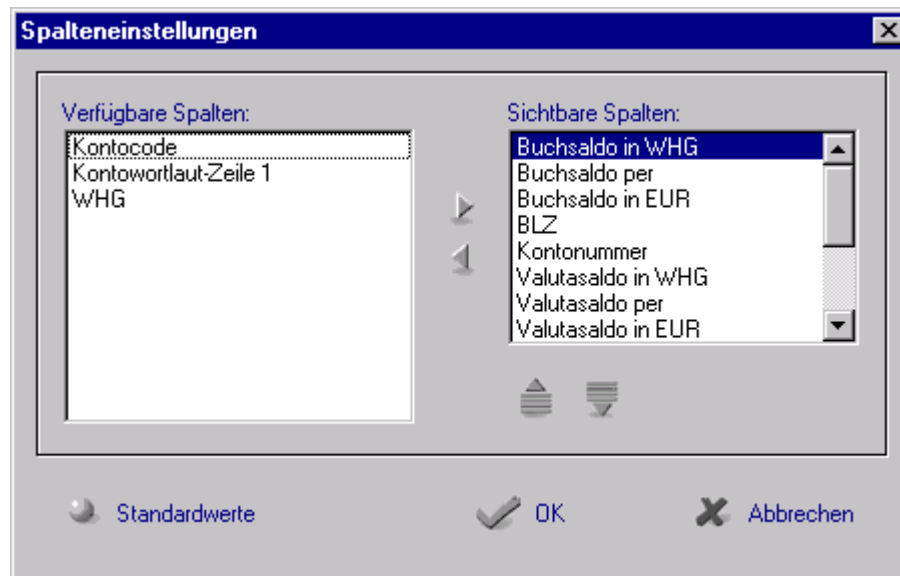 Spalteneinstellungen
Verfügbare Spalten:
Kontocode
Kontowortlaut-Zeile 1
WHG
Sichtbare Spalten:
Buchsaldo in WHG
Buchsaldo per
Buchsaldo in EUR
BLZ
Kontonummer
Valutasaldo in WHG
Valutasaldo per
Valutasaldo in EUR
Standardwerte
OK
Abbrechen